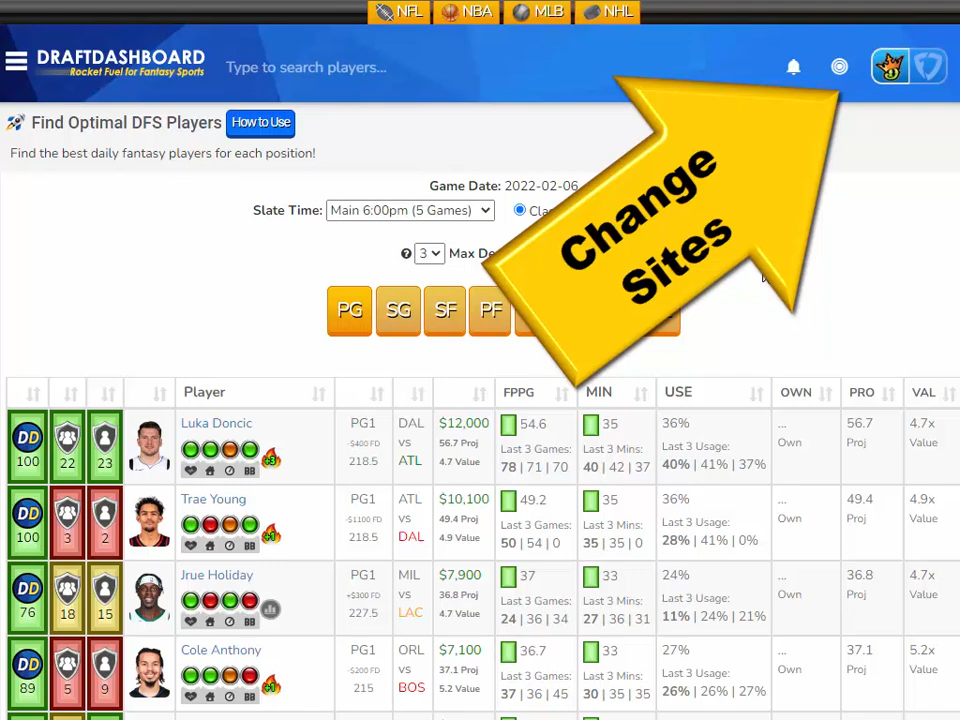 NFL NBA MLB NHL
DRAFTDASHBOARD
Rocket Fuel for Fantasy Sports
Type to search players...
Find Optimal DFS Players How to Use
Find the best daily fantasy players for each position!
Game Date: 2022-02-06
Slate Time: Main 6:00pm (5 Games)
3 Max
Change
Sites
PG SG SF PF
Player FPPG MIN USE OWN PRO VAL
DD 100 22 23
Luka Doncic
+3
PG1 -$400 FD 218.5
DAL VS ATL
$12,000 56.7 Proj 4.7 Value
54.6 Last 3 Games: 78 | 71 | 70
35 Last 3 Mins: 40 | 42 | 37
36% Last 3 Usage: 40% | 41% | 37%
... Own
56.7 Proj
4.7x Value
BB
DD 100 3 2
Trae Young
+1
PG1 -$1100 FD 218.5
ATL VS DAL
$10,100 49.4 Proj 4.9 Value
49.2 Last 3 Games: 50 | 54 | 0
35 Last 3 Mins: 35 | 35 | 0
36% Last 3 Usage: 28% | 41% | 0%
... Own
49.4 Proj
4.9x Value
BB
DD 76 18 15
Jrue Holiday
PG1 +$300 FD 227.5
MIL VS LAC
$7,900 36.8 Proj 4.7 Value
37 Last 3 Games: 24 | 36 | 34
33 Last 3 Mins: 27 | 36 | 31
24% Last 3 Usage: 11% | 24% | 21%
... Own
36.8 Proj
4.7x Value
BB
DD 89 5 9
Cole Anthony
+1
PG1 -$200 FD 215
ORL VS BOS
$7,100 37.1 Proj 5.2 Value
36.7 Last 3 Games: 37 | 36 | 45
33 Last 3 Mins: 30 | 35 | 35
27% Last 3 Usage: 26% | 26% | 27%
... Own
37.1 Proj
5.2x Value
BB